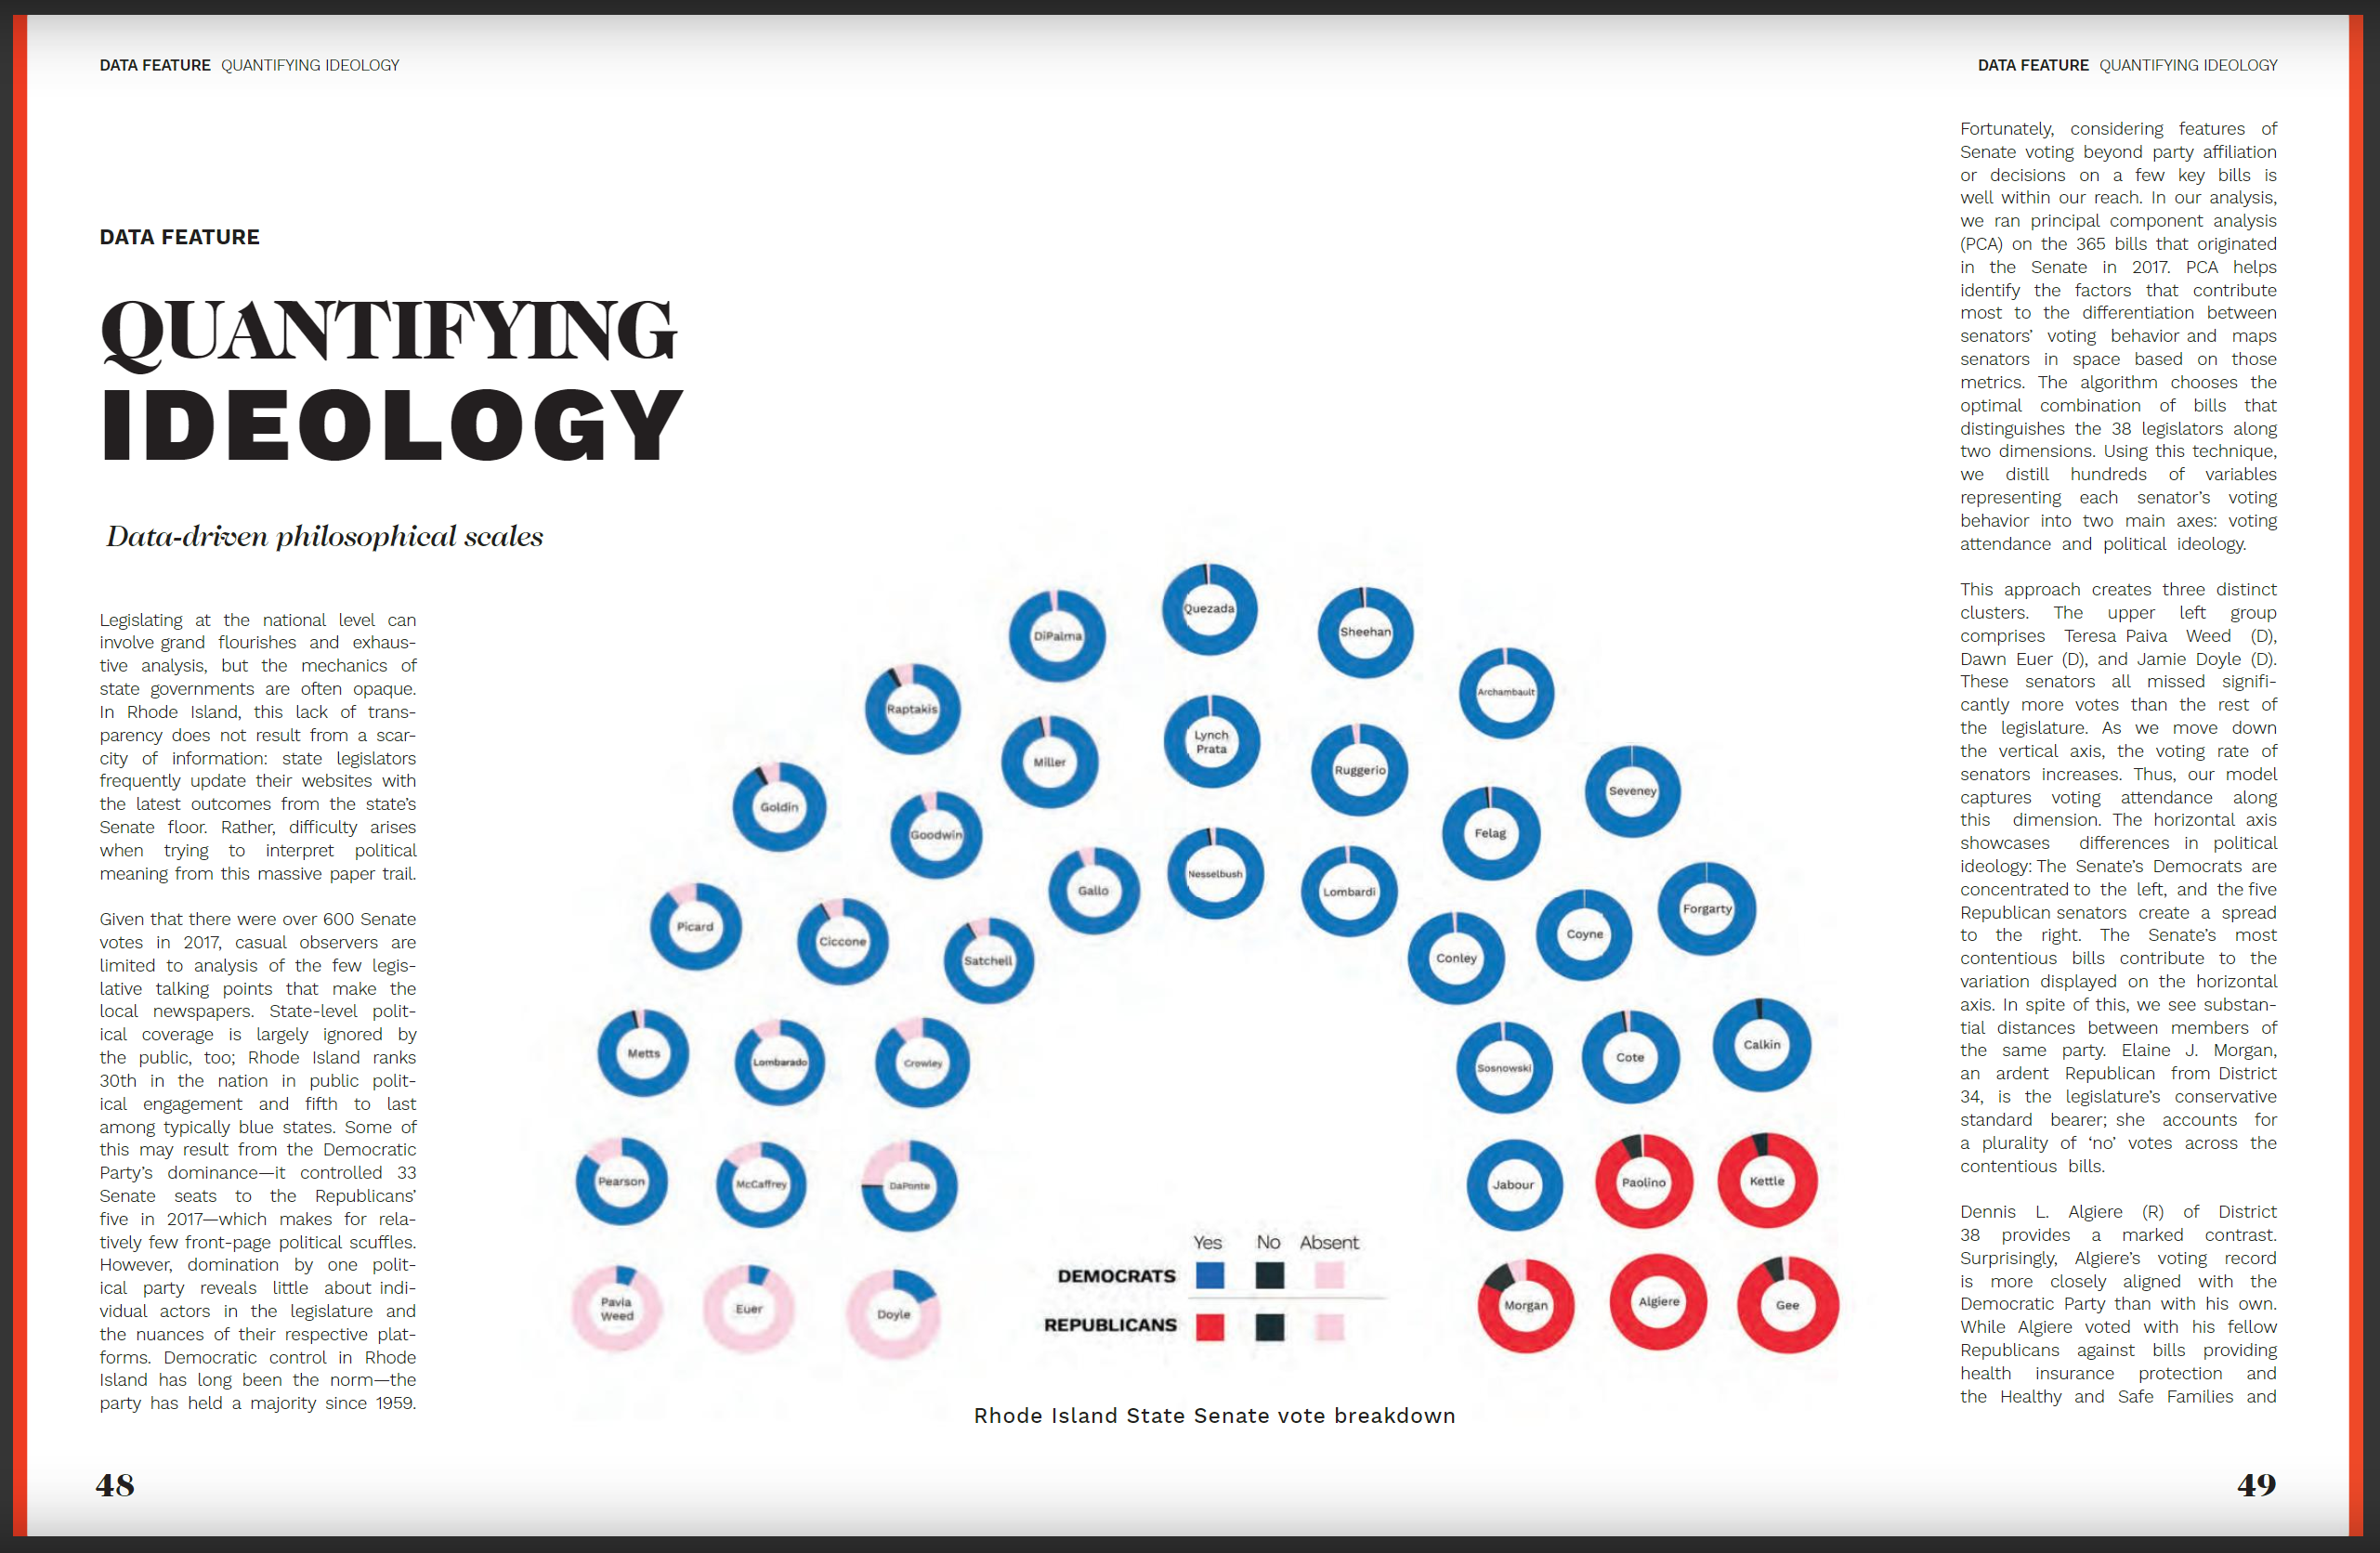 DATA FEATURE QUANTIFYING IDEOLOGY
DATA FEATURE QUANTIFYING IDEOLOGY
DATA FEATURE
QUANTIFYING
IDEOLOGY
Data-driven philosophical scales
Legislating at the national level can
involve grand flourishes and exhaus-
tive analysis, but the mechanics of
state governments are often opaque.
In Rhode Island, this lack of trans-
parency does not result from a scar-
city of information: state legislators
frequently update their websites with
the latest outcomes from the state's
Senate floor. Rather, difficulty arises
when trying to interpret political
meaning from this massive paper trail.
Given that there were over 600 Senate
votes in 2017, casual observers are
limited to analysis of the few legis-
lative talking points that make the
local newspapers. State-level polit-
ical coverage is largely ignored by
the public, too; Rhode Island ranks
30th in the nation in public polit-
ical engagement and fifth to last
among typically blue states. Some of
this may result from the Democratic
Party's dominance—it controlled 33
Senate seats to the Republicans'
five in 2017—which makes for rela-
tively few front-page political scuffles.
However, domination by one polit-
ical party reveals little about indi-
vidual actors in the legislature and
the nuances of their respective plat-
forms. Democratic control in Rhode
Island has long been the norm—the
party has held a majority since 1959.
Quezada
DiPalma
Sheehan
Archambault
Raptakis
Lynch
Prata
Miller
Ruggerio
Seveney
Goldin
Goodwin
Felag
Nesselbush
Gallo
Lombardi
Forgarty
Picard
Ciccone
Coyne
Satchell
Conley
Metts
Lombarado
Crowley
Sosnowski
Cote
Calkin
Pearson
McCaffrey
DaPonte
Jabour
Paolino
Kettle
Pavia
Weed
Euer
Doyle
Morgan
Algiere
Gee
Yes No Absent
DEMOCRATS
REPUBLICANS
Rhode Island State Senate vote breakdown
Fortunately, considering features of
Senate voting beyond party affiliation
or decisions on a few key bills is
well within our reach. In our analysis,
we ran principal component analysis
(PCA) on the 365 bills that originated
in the Senate in 2017. PCA helps
identify the factors that contribute
most to the differentiation between
senators' voting behavior and maps
senators in space based on those
metrics. The algorithm chooses the
optimal combination of bills that
distinguishes the 38 legislators along
two dimensions. Using this technique,
we distill hundreds of variables
representing each senator's voting
behavior into two main axes: voting
attendance and political ideology.
This approach creates three distinct
clusters. The upper left group
comprises Teresa Paiva Weed (D),
Dawn Euer (D), and Jamie Doyle (D).
These senators all missed signifi-
cantly more votes than the rest of
the legislature. As we move down
the vertical axis, the voting rate of
senators increases. Thus, our model
captures voting attendance along
this dimension. The horizontal axis
showcases differences in political
ideology: The Senate's Democrats are
concentrated to the left, and the five
Republican senators create a spread
to the right. The Senate's most
contentious bills contribute to the
variation displayed on the horizontal
axis. In spite of this, we see substan-
tial distances between members of
the same party. Elaine J. Morgan,
an ardent Republican from District
34, is the legislature's conservative
standard bearer; she accounts for
a plurality of ‘no’ votes across the
contentious bills.
Dennis L. Algiere (R) of District
38 provides a marked contrast.
Surprisingly, Algiere's voting record
is more closely aligned with the
Democratic Party than with his own.
While Algiere voted with his fellow
Republicans against bills providing
health insurance protection and
the Healthy and Safe Families and
48
49